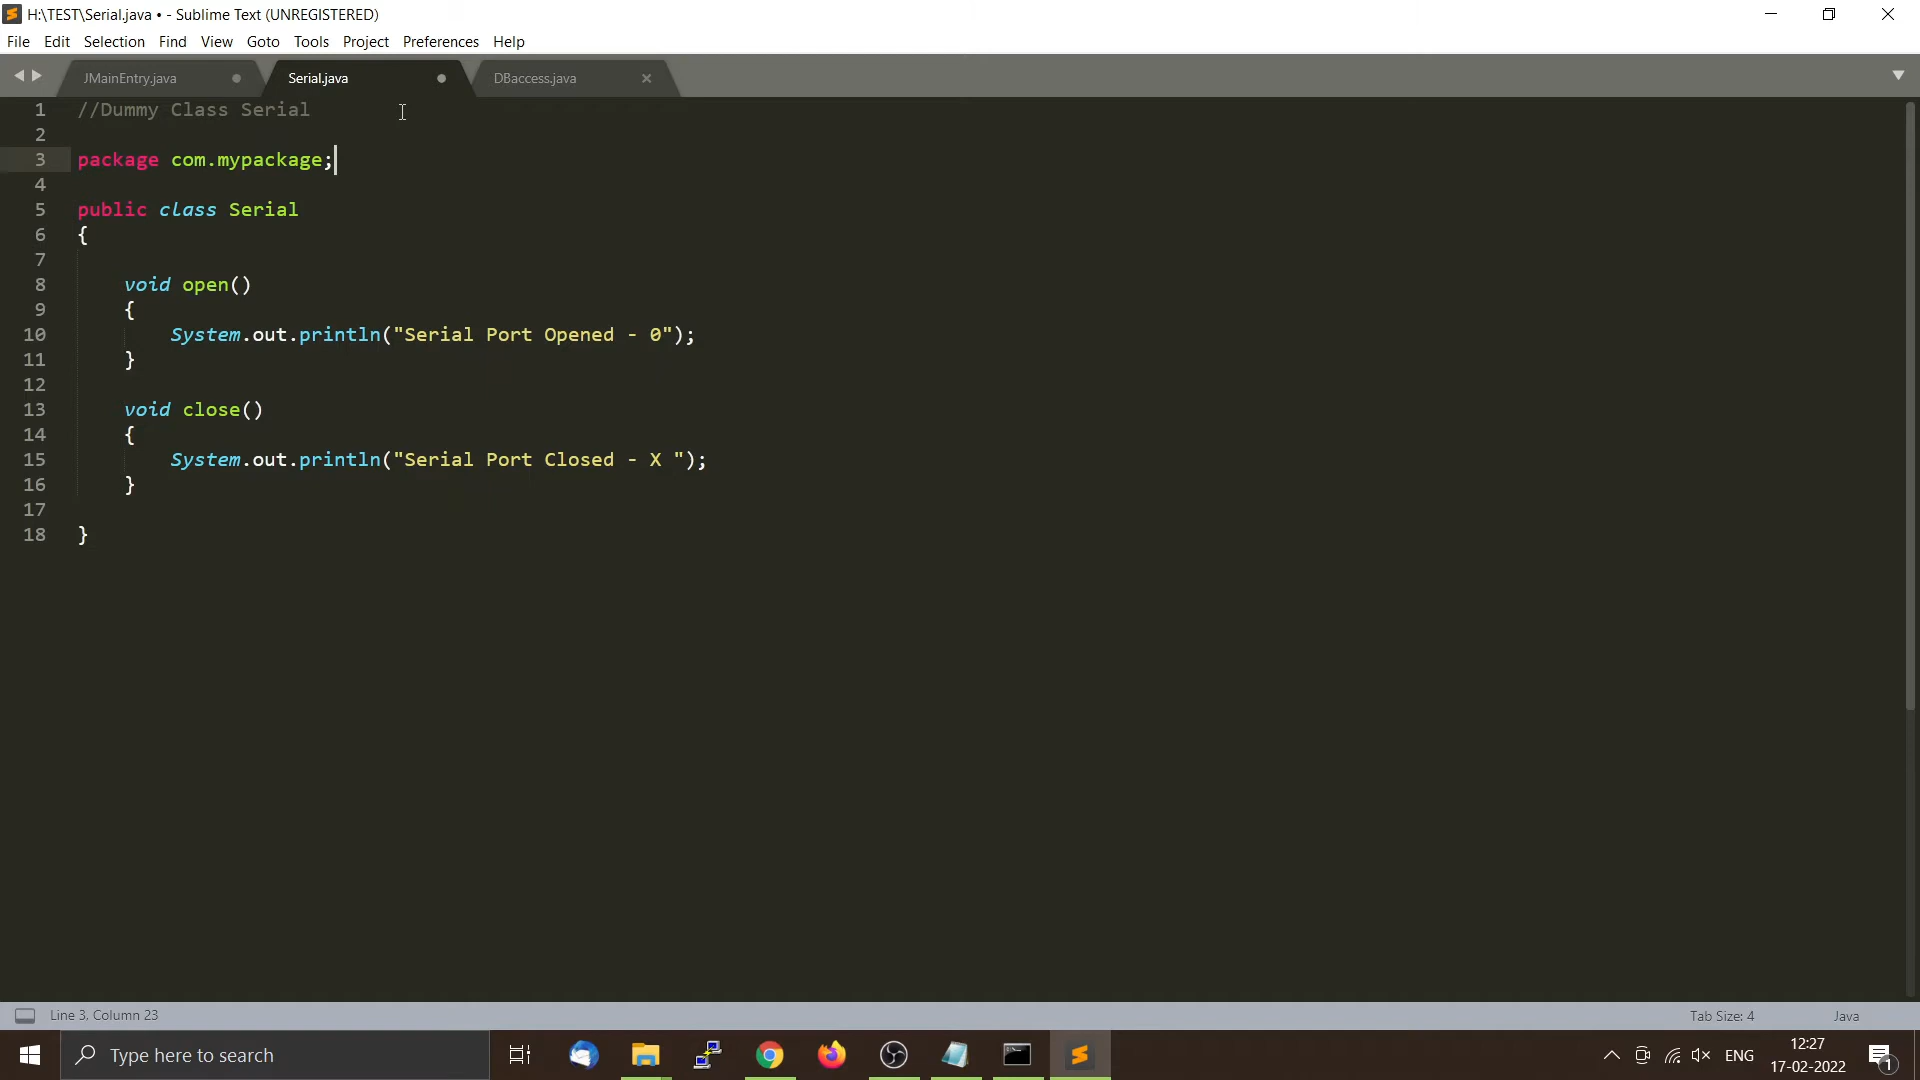 H:\TEST\Serial.java • - Sublime Text (UNREGISTERED)
File Edit Selection Find View Goto Tools Project Preferences Help
JMainEntry.java Serial.java DBaccess.java
1 //Dummy Class Serial
2
3 package com.mypackage;
4
5 public class Serial
6 {
7
8 void open()
9 {
10 System.out.println("Serial Port Opened - 0");
11 }
12
13 void close()
14 {
15 System.out.println("Serial Port Closed - X ");
16 }
17
18 }
Line 3, Column 23 Tab Size: 4 Java
Type here to search ENG 12:27
17-02-2022 1